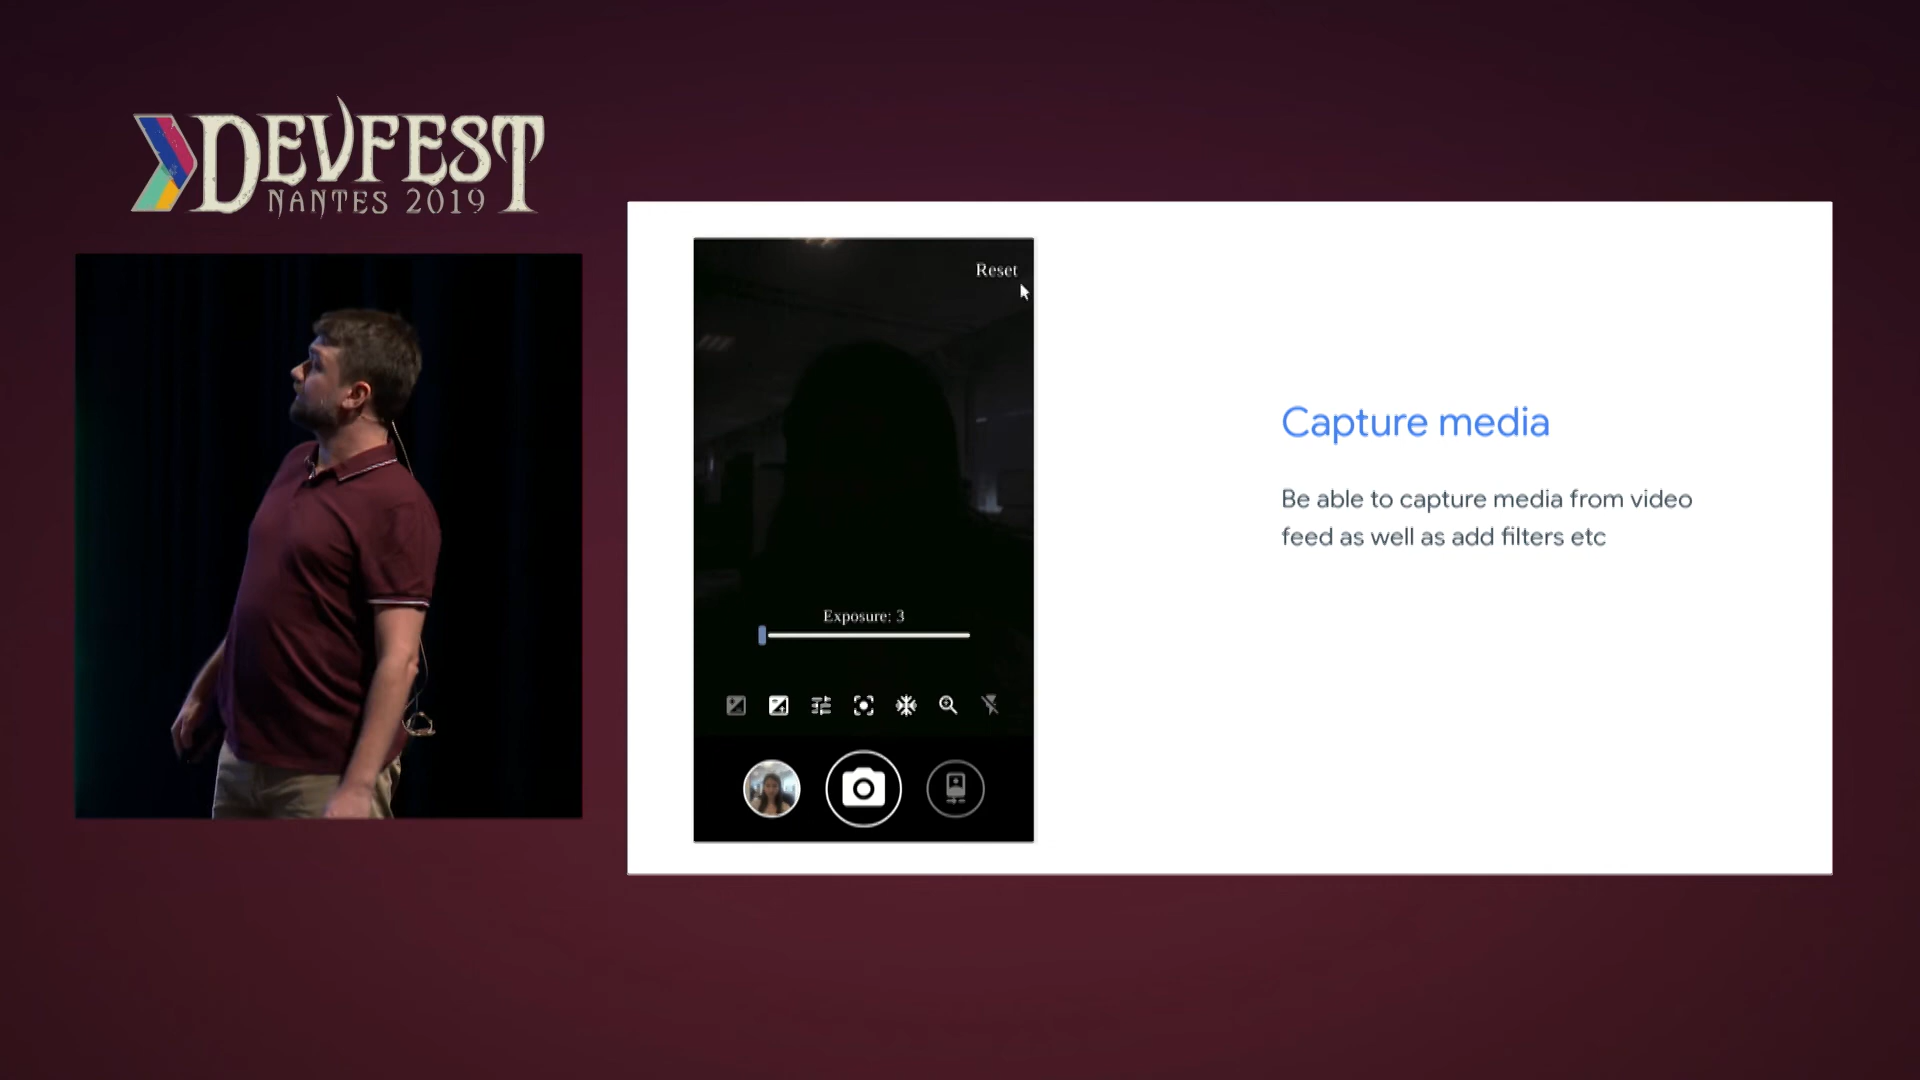 DEVFEST
NANTES 2019
Reset
Exposure: 3
Capture media
Be able to capture media from video
feed as well as add filters etc